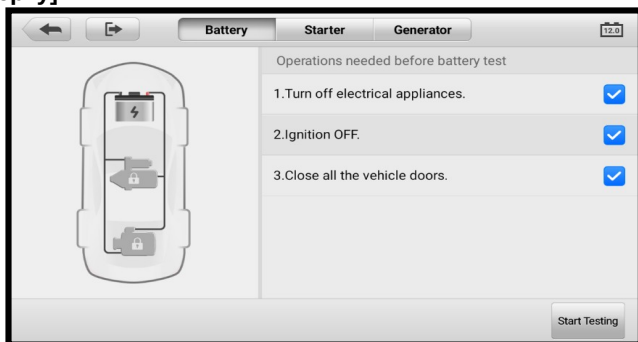 Battery Starter Generator 12.0
Operations needed before battery test
1.Turn off electrical appliances.
2.Ignition OFF.
3.Close all the vehicle doors.
Start Testing